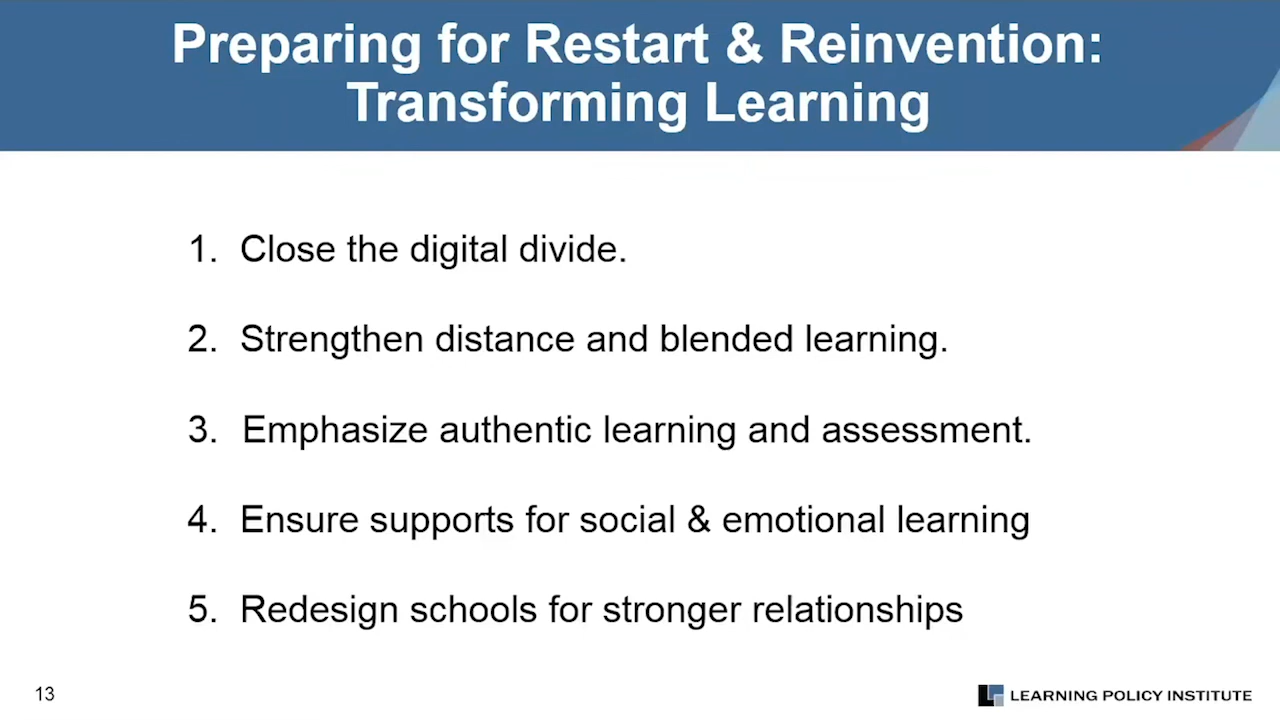 Preparing for Restart & Reinvention:
Transforming Learning
1. Close the digital divide.
2. Strengthen distance and blended learning.
3. Emphasize authentic learning and assessment.
4. Ensure supports for social & emotional learning
5. Redesign schools for stronger relationships
13
LEARNING POLICY INSTITUTE